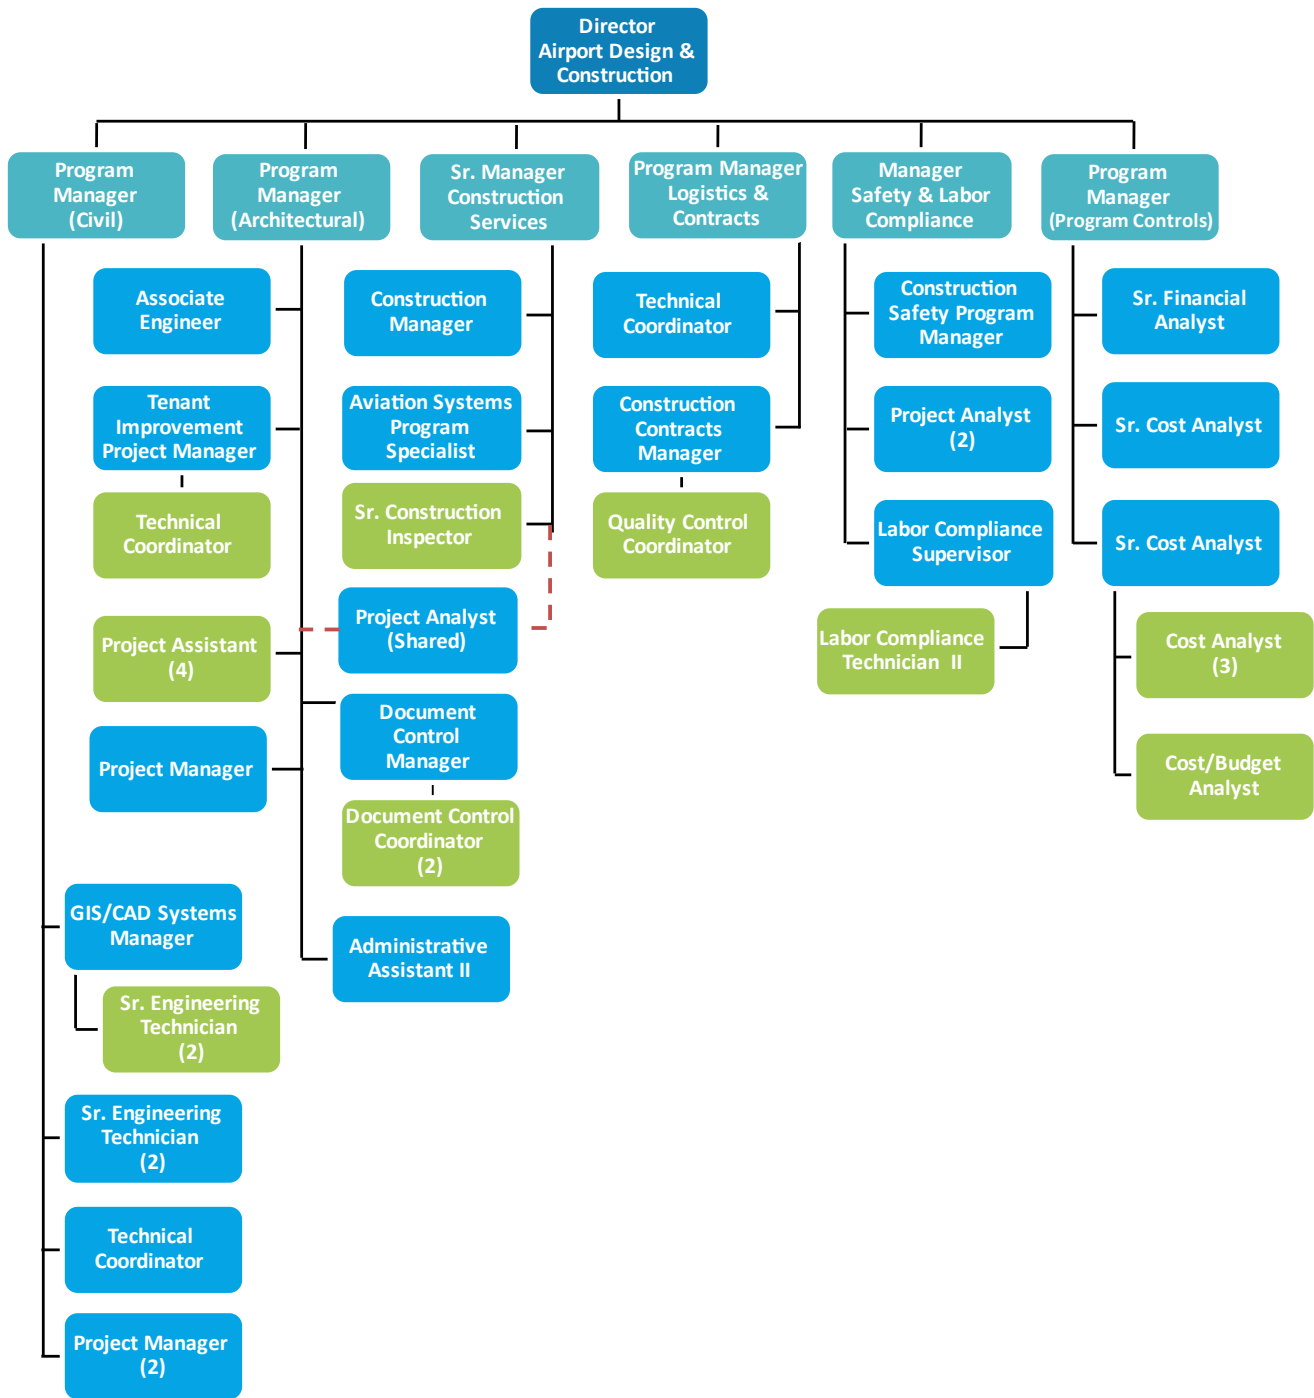 Director
Airport Design &
Construction
Program
Manager
(Civil)
Program
Manager
(Architectural)
Sr. Manager
Construction
Services
Program Manager
Logistics &
Contracts
Manager
Safety & Labor
Compliance
Program
Manager
(Program Controls)
Associate
Engineer
Tenant
Improvement
Project Manager
Technical
Coordinator
Project Assistant
(4)
Project Manager
GIS/CAD Systems
Manager
Sr. Engineering
Technician
(2)
Sr. Engineering
Technician
(2)
Technical
Coordinator
Project Manager
(2)
Construction
Manager
Aviation Systems
Program
Specialist
Sr. Construction
Inspector
Project Analyst
(Shared)
Document
Control
Manager
Document Control
Coordinator
(2)
Administrative
Assistant II
Technical
Coordinator
Construction
Contracts
Manager
Quality Control
Coordinator
Construction
Safety Program
Manager
Project Analyst
(2)
Labor Compliance
Supervisor
Labor Compliance
Technician II
Sr. Financial
Analyst
Sr. Cost Analyst
Sr. Cost Analyst
Cost Analyst
(3)
Cost/Budget
Analyst